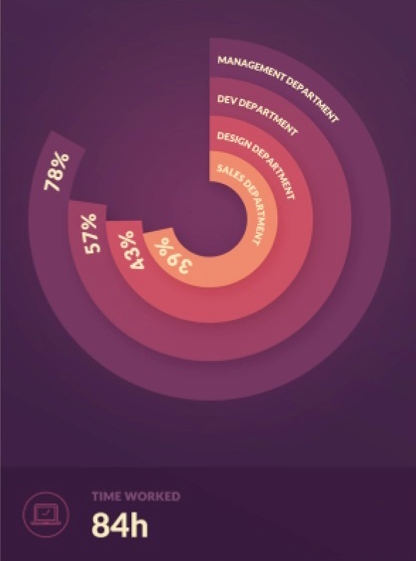 MANAGEMENT DEPARTMENT
DEV DEPARTMENT
DESIGN DEPARTMENT
SALES DEPARTMENT
78%
57%
43%
39%
TIME WORKED
84h